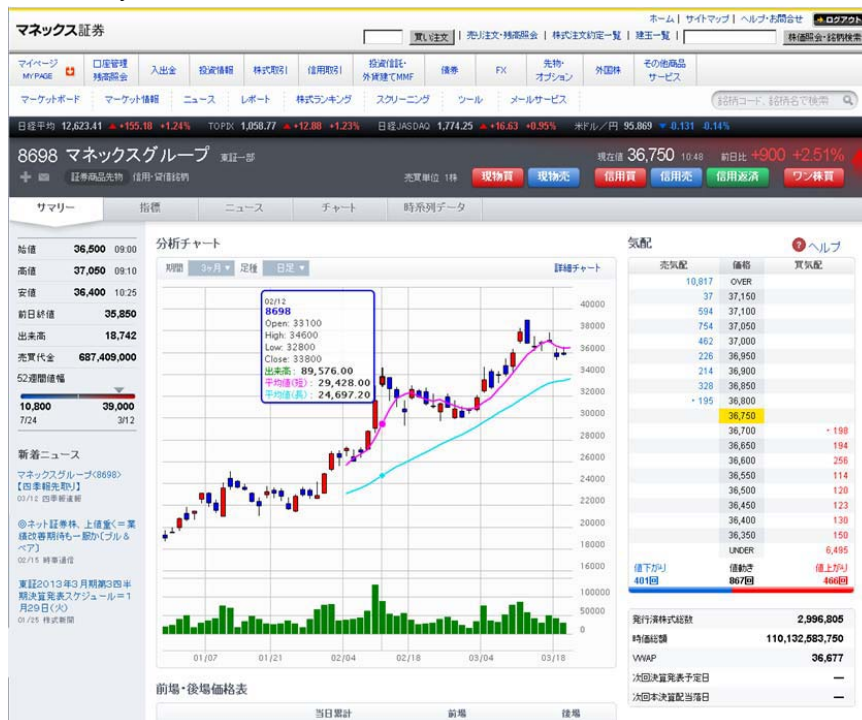 マネックス証券
ホーム | サイトマップ | ヘルプ・お問合せ ログアウト
買い注文 | 売り注文・残高照会 | 株式注文約定一覧 | 建玉一覧 | 株価照会・銘柄検索
マイページ MY PAGE 口座管理 残高照会 入出金 投資情報 株式取引 信用取引 投資信託・外貨建てMMF 債券 FX 先物・オプション 外国株 その他商品 サービス
マーケットボード マーケット情報 ニュース レポート 株式ランキング スクリーニング ツール メールサービス 銘柄コード、銘柄名で検索
日経平均 12,623.41 ▲+155.18 +1.24% TOPIX 1,058.77 ▲+12.88 +1.23% 日経JASDAQ 1,774.25 ▲+16.63 +0.95% 米ドル/円 95.869 ▼-0.131 -0.14%
8698 マネックスグループ 東証一部
現在値 36,750 10:48 前日比 +900 +2.51%
証券商品先物 信用・貸借銘柄
売買単位 1株 現物買 現物売 信用買 信用売 信用返済 ワン株買
サマリー 指標 ニュース チャート 時系列データ
始値 36,500 09:00
高値 37,050 09:10
安値 36,400 10:25
前日終値 35,850
出来高 18,742
売買代金 687,409,000
52週間値幅
10,800 39,000
7/24 3/12
新着ニュース
マネックスグループ<8698>
【四季報先取り】
03/12 四季報速報
◎ネット証券株、上値重く(=業
績改善期待も一服か〔ブル&
ベア〕
02/15 時事通信
東証2013年3月期第3四半
期決算発表スケジュール=1
月29日(火)
01/25 株式新聞
分析チャート
期間 3ヶ月 ▼ 足種 日足 ▼ 詳細チャート
02/12
8698
Open: 33100
High: 34600
Low: 32800
Close: 33800
出来高: 89,576.00
平均値(短): 29,428.00
平均値(長): 24,697.20
40000
38000
36000
34000
32000
30000
28000
26000
24000
22000
20000
18000
16000
100000
50000
0
01/07 01/21 02/04 02/18 03/04 03/18
前場・後場価格表
当日累計 前場 後場
気配 ?ヘルプ
売気配 価格 買気配
10,817 OVER
37 37,150
594 37,100
754 37,050
462 37,000
226 36,950
214 36,900
328 36,850
・195 36,800
36,750
36,700 ・198
36,650 194
36,600 256
36,550 114
36,500 120
36,450 123
36,400 130
36,350 150
UNDER 6,495
値下がり 値動き 値上がり
401回 867回 466回
発行済株式総数 2,996,805
時価総額 110,132,583,750
VWAP 36,677
次回決算発表予定日 —
次回本決算配当落日 —